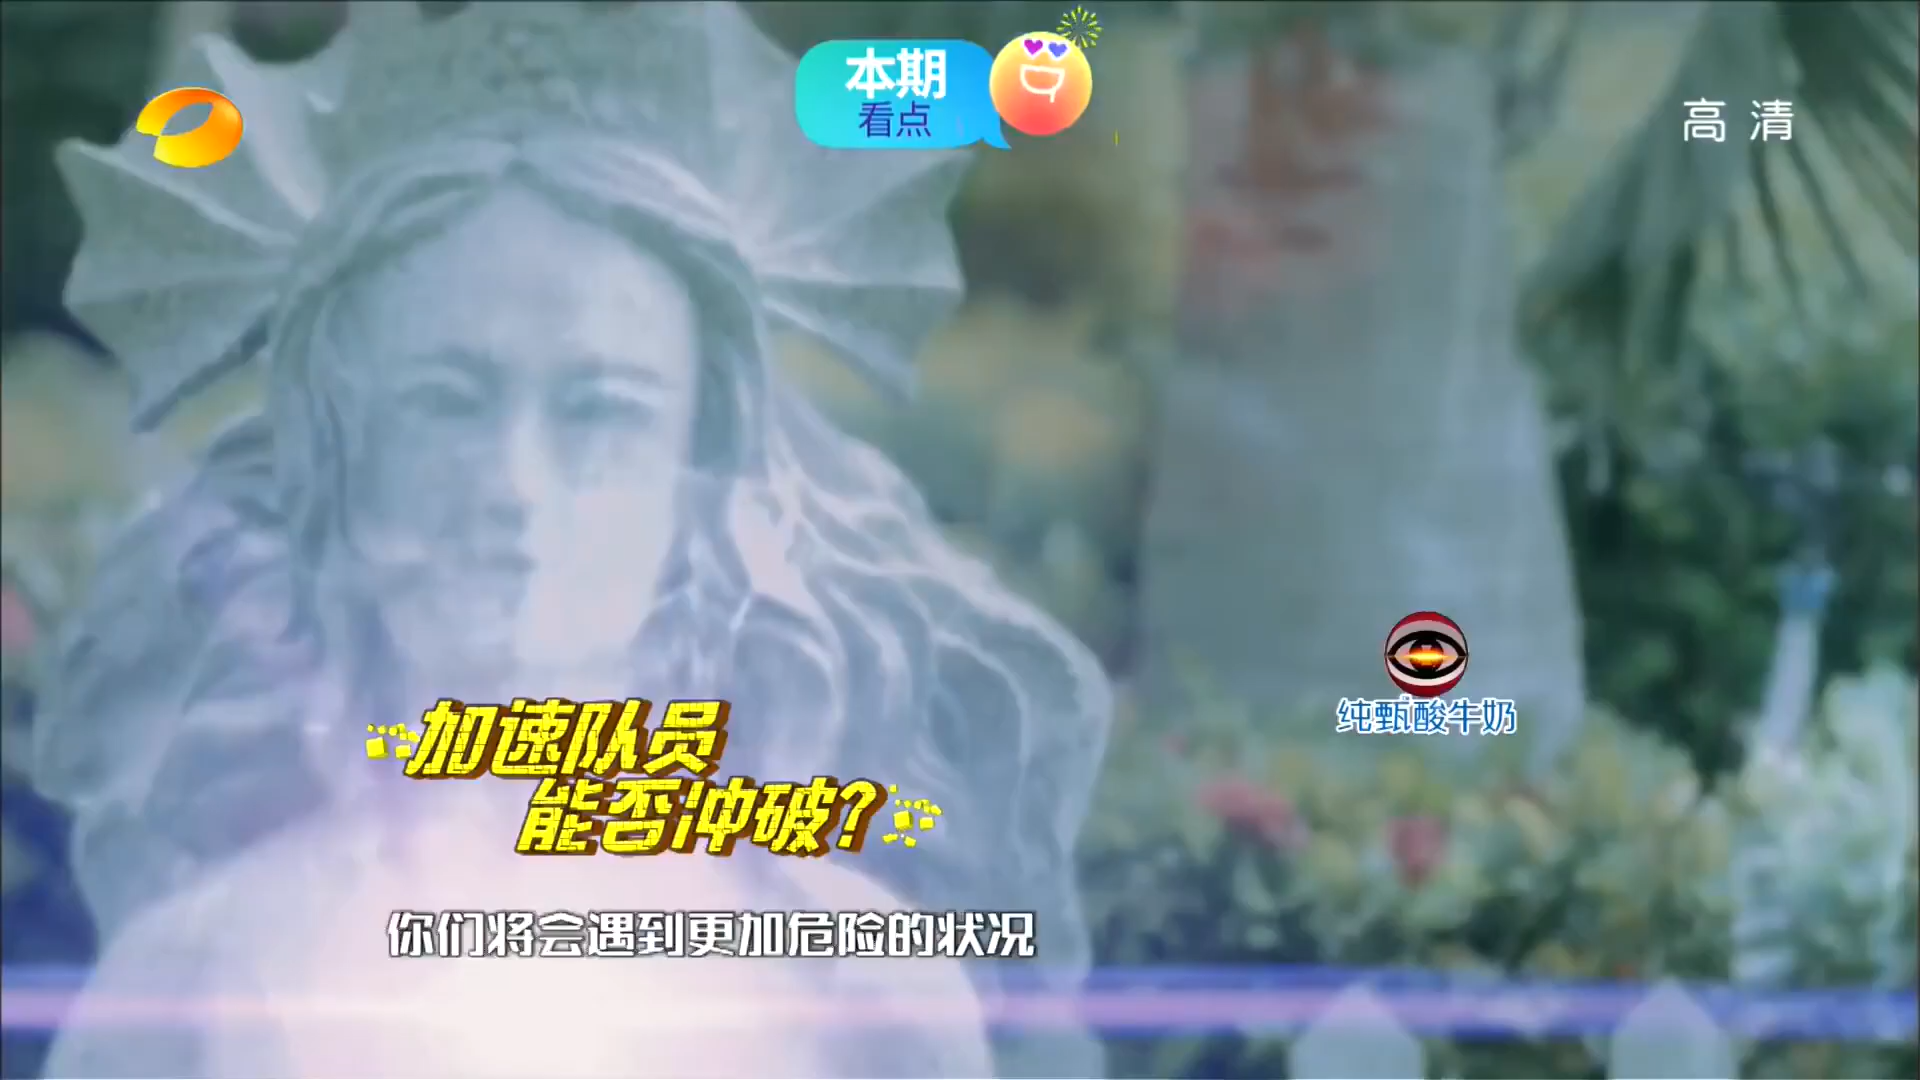 本期
看点
高清
纯甄酸牛奶
加速队员
能否冲破?
你们将会遇到更加危险的状况